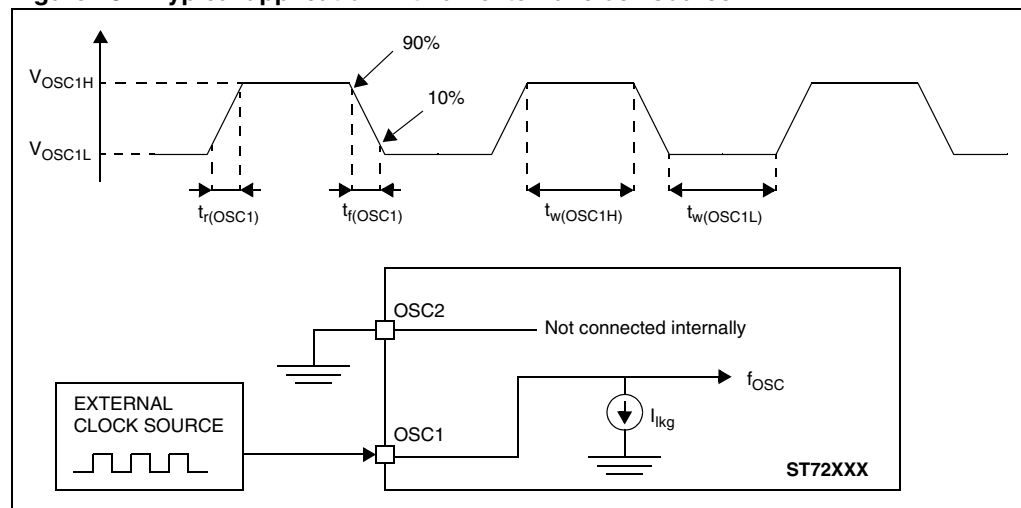 90%
V_OSC1H
10%
V_OSC1L
t_r(OSC1) t_f(OSC1) t_w(OSC1H) t_w(OSC1L)
OSC2
Not connected internally
f_OSC
EXTERNAL
CLOCK SOURCE
OSC1
I_lkg
ST72XXX